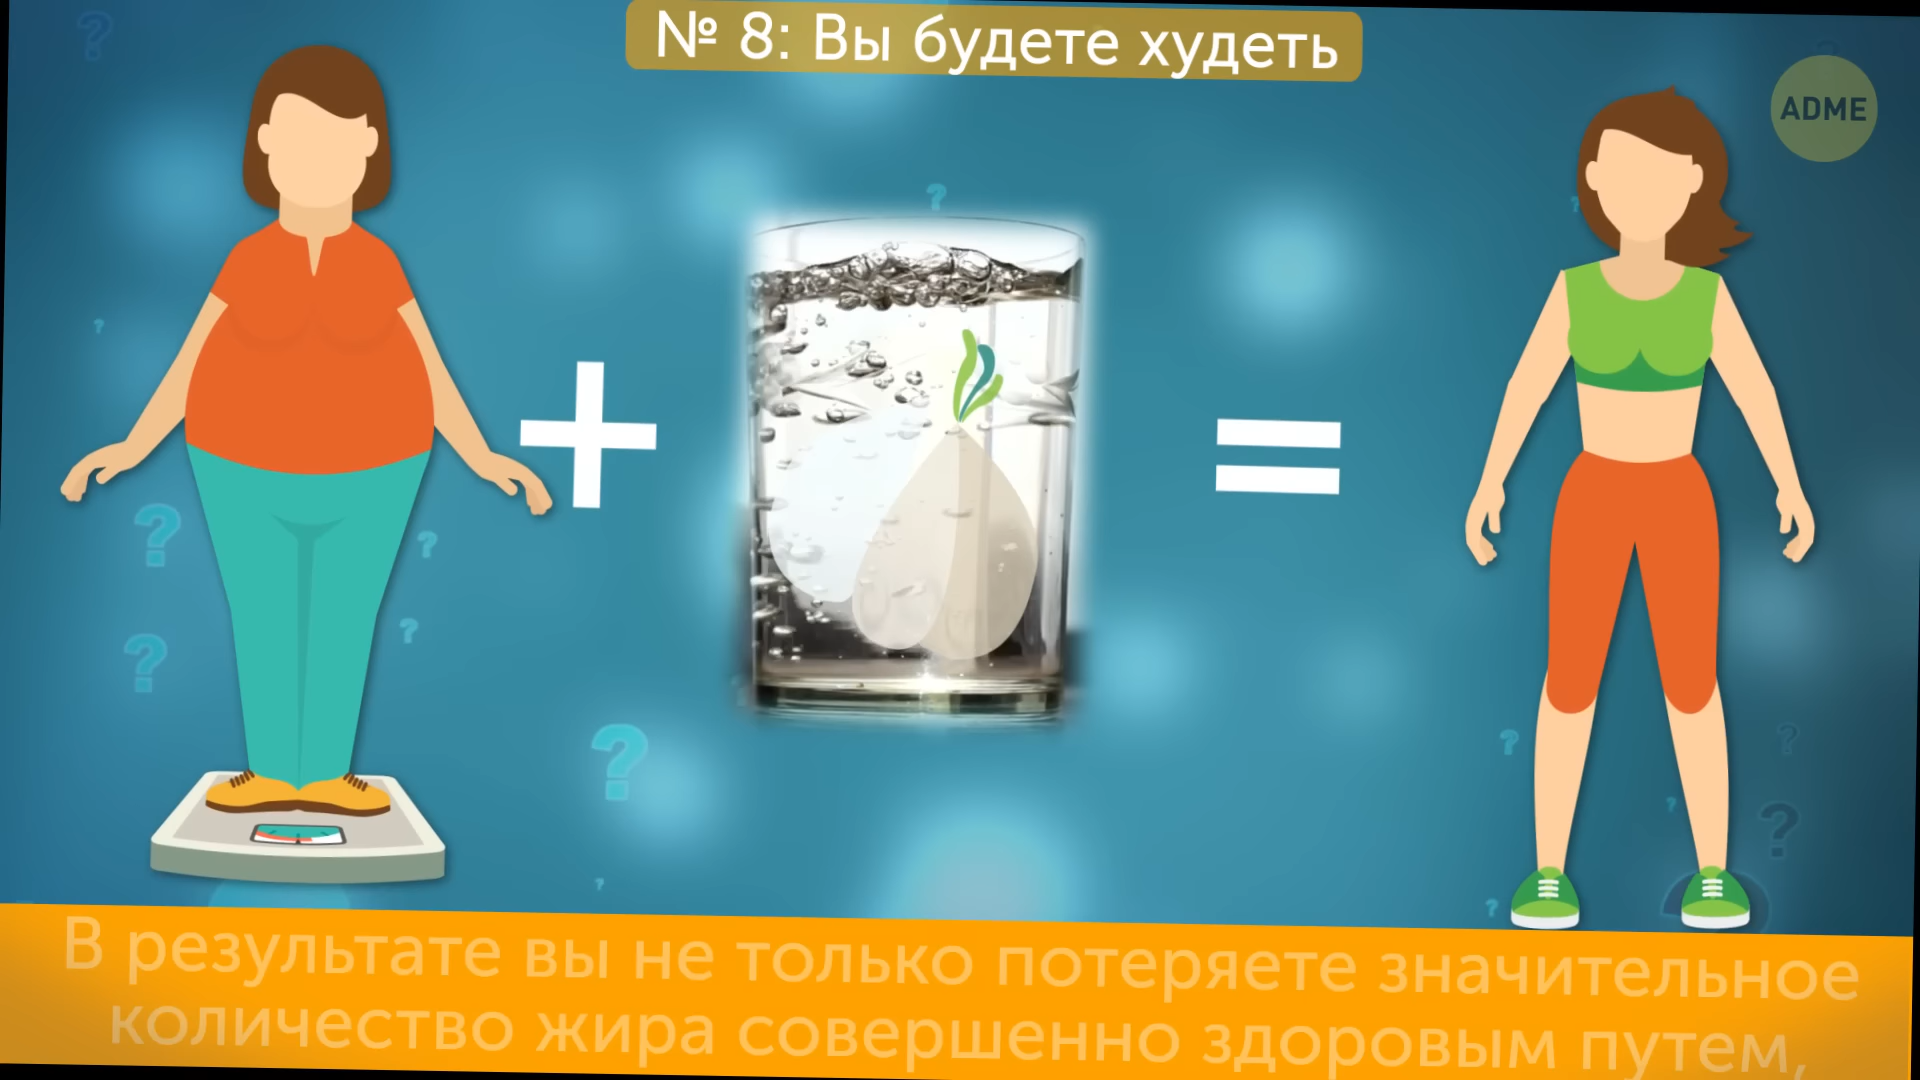 № 8: Вы будете худеть
ADME
В результате вы не только потеряете значительное
количество жира совершенно здоровым путем,